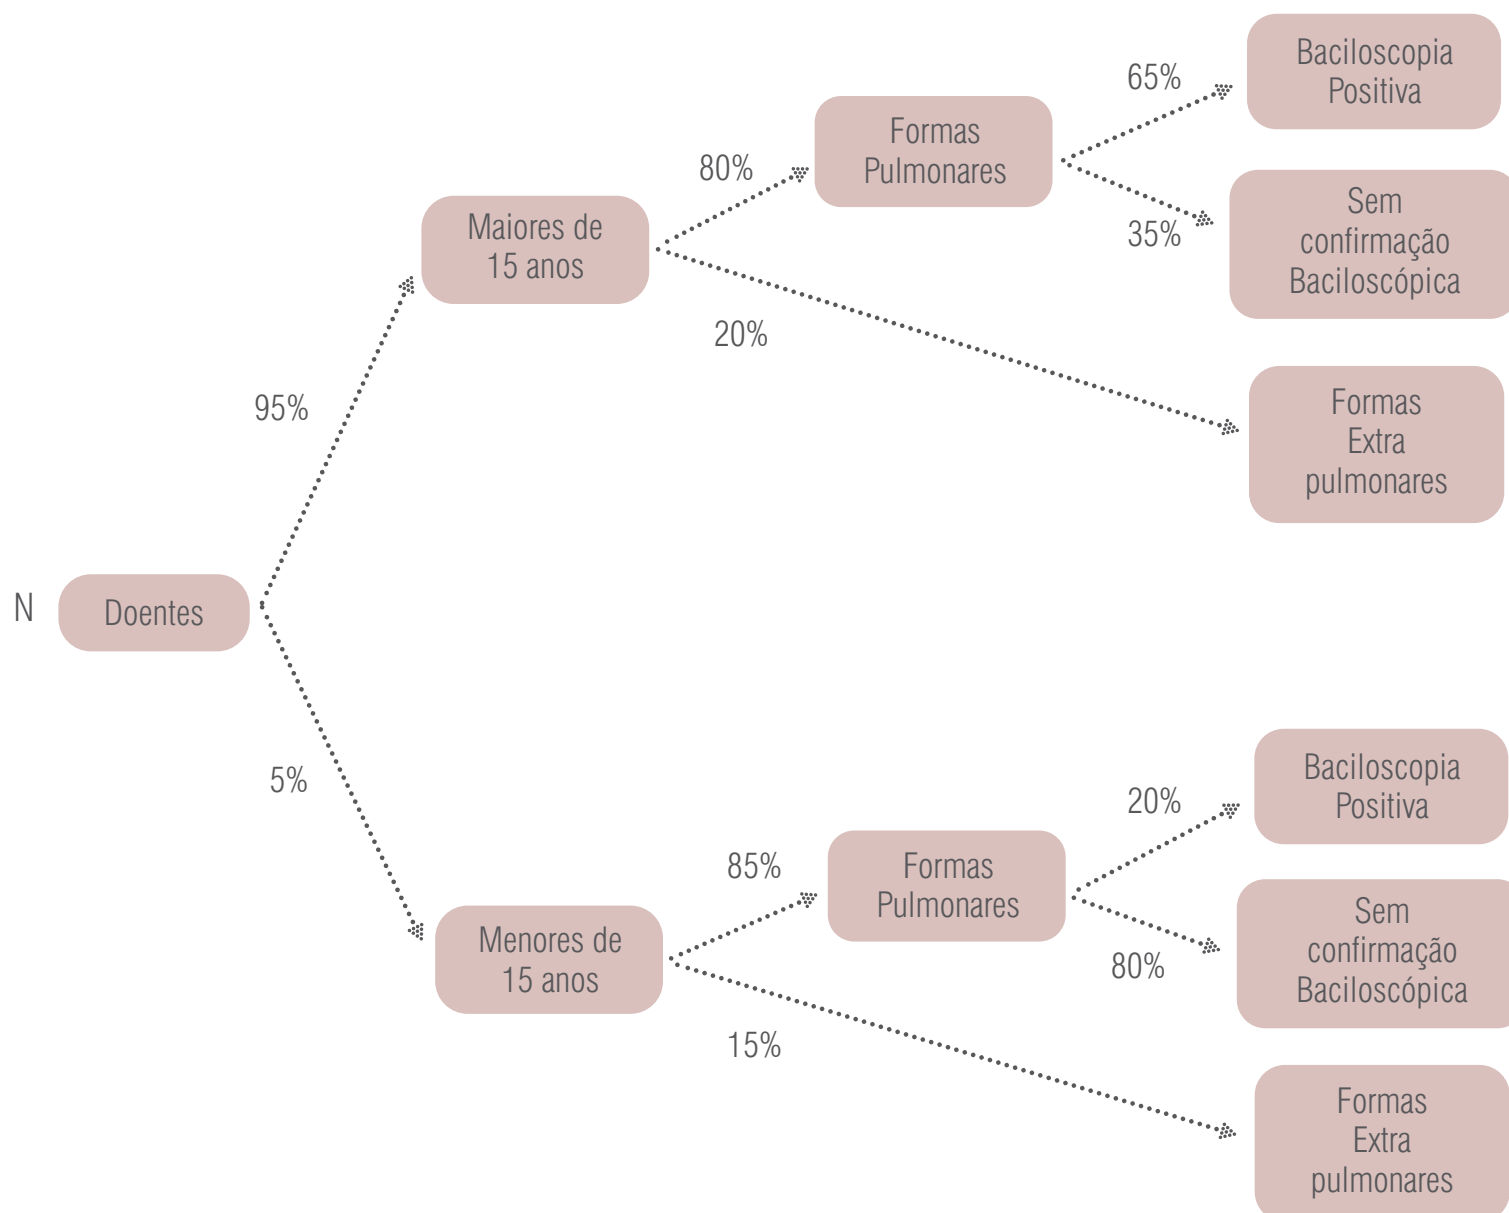 N
Doentes
95%
5%
Maiores de
15 anos
80%
20%
Formas
Pulmonares
65%
35%
Baciloscopia
Positiva
Sem
confirmação
Baciloscópica
Formas
Extra
pulmonares
Menores de
15 anos
85%
15%
Formas
Pulmonares
20%
80%
Baciloscopia
Positiva
Sem
confirmação
Baciloscópica
Formas
Extra
pulmonares